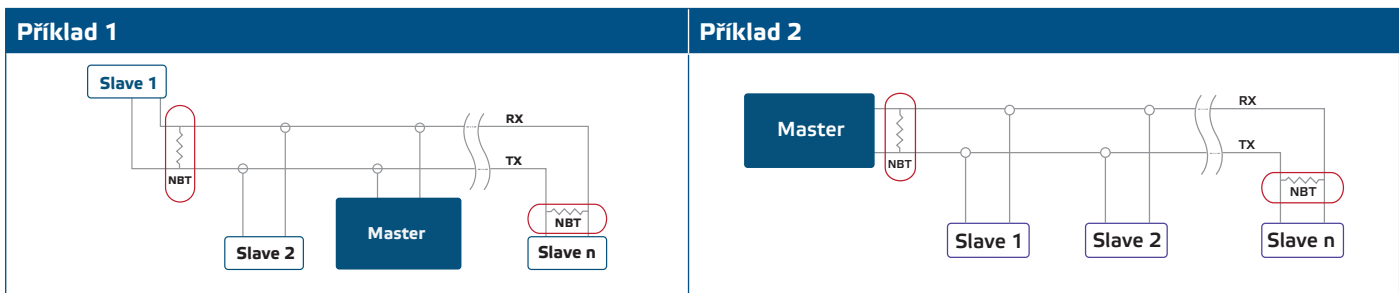 Příklad 1
Slave 1
RX
TX
NBT
NBT
Slave 2
Master
Slave n
Příklad 2
Master
RX
TX
NBT
NBT
Slave 1
Slave 2
Slave n